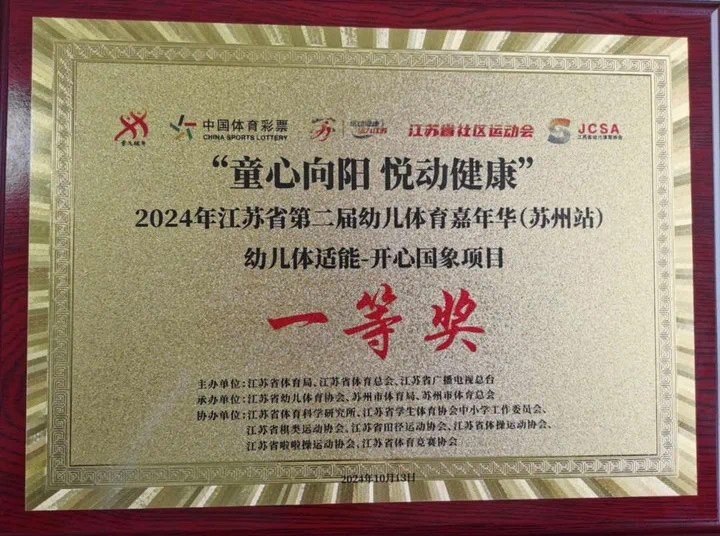 中国体育彩票
CHINA SPORTS LOTTERY
江苏省社区运动会
JCSA
“童心向阳 悦动健康”
2024年江苏省第二届幼儿体育嘉年华(苏州站)
幼儿体适能-开心国象项目
一等奖
主办单位:江苏省体育局、江苏省体育总会、江苏省广播电视总台
承办单位:江苏省幼儿体育协会、苏州市体育局、苏州市体育总会
协办单位:江苏省体育科学研究所、江苏省学生体育协会中小学工作委员会、
江苏省棋类运动协会、江苏省田径运动协会、江苏省体操运动协会、
江苏省啦啦操运动协会、江苏省体育竞赛协会
2024年10月13日